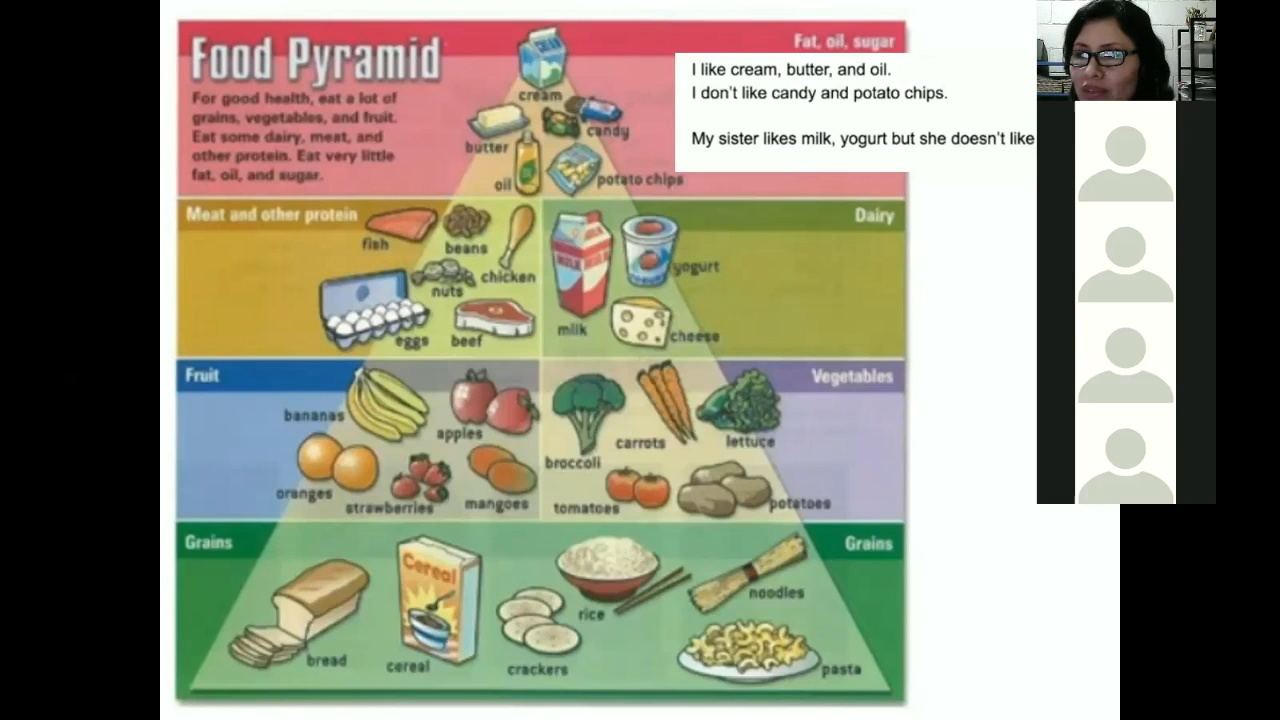 Food Pyramid
For good health, eat a lot of
grains, vegetables, and fruit.
Eat some dairy, meat, and
other protein. Eat very little
fat, oil, and sugar.
Fat, oil, sugar
CREAM
cream
butter
candy
oil
potato chips
I like cream, butter, and oil.
I don't like candy and potato chips.
My sister likes milk, yogurt but she doesn't like
Meat and other protein
fish
beans
chicken
nuts
eggs
beef
Dairy
MILK
milk
yogurt
cheese
Fruit
bananas
apples
oranges
strawberries
mangoes
Vegetables
broccoli
carrots
lettuce
tomatoes
potatoes
Grains
Grains
bread
Cereal
cereal
crackers
rice
noodles
pasta